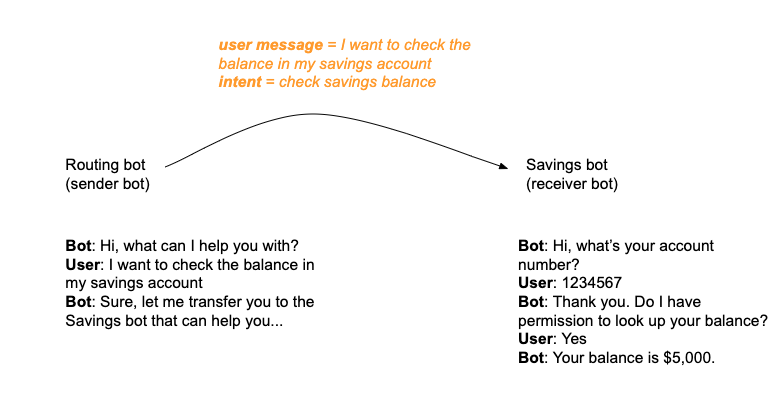 user message = I want to check the
balance in my savings account
intent = check savings balance
Routing bot
(sender bot)
Savings bot
(receiver bot)
Bot: Hi, what can I help you with?
User: I want to check the balance in
my savings account
Bot: Sure, let me transfer you to the
Savings bot that can help you...
Bot: Hi, what’s your account
number?
User: 1234567
Bot: Thank you. Do I have
permission to look up your balance?
User: Yes
Bot: Your balance is $5,000.